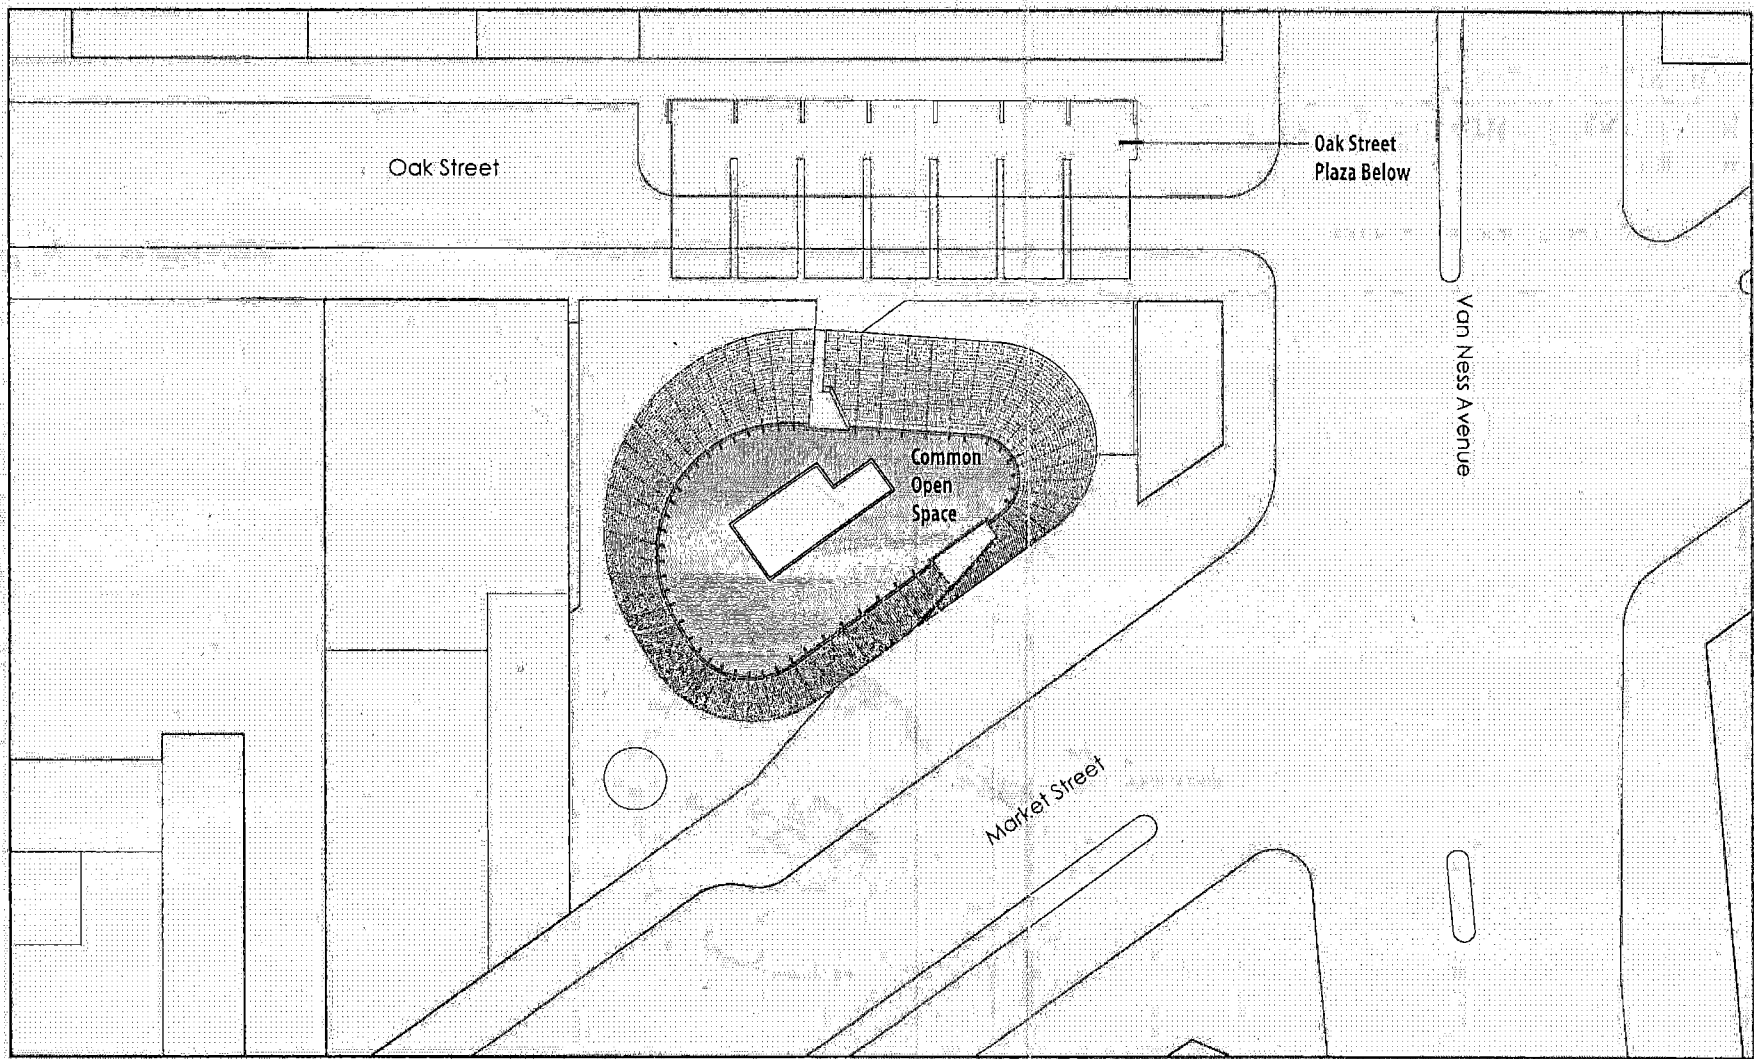 Oak Street
Oak Street
Plaza Below
Van Ness Avenue
Common
Open
Space
Market Street